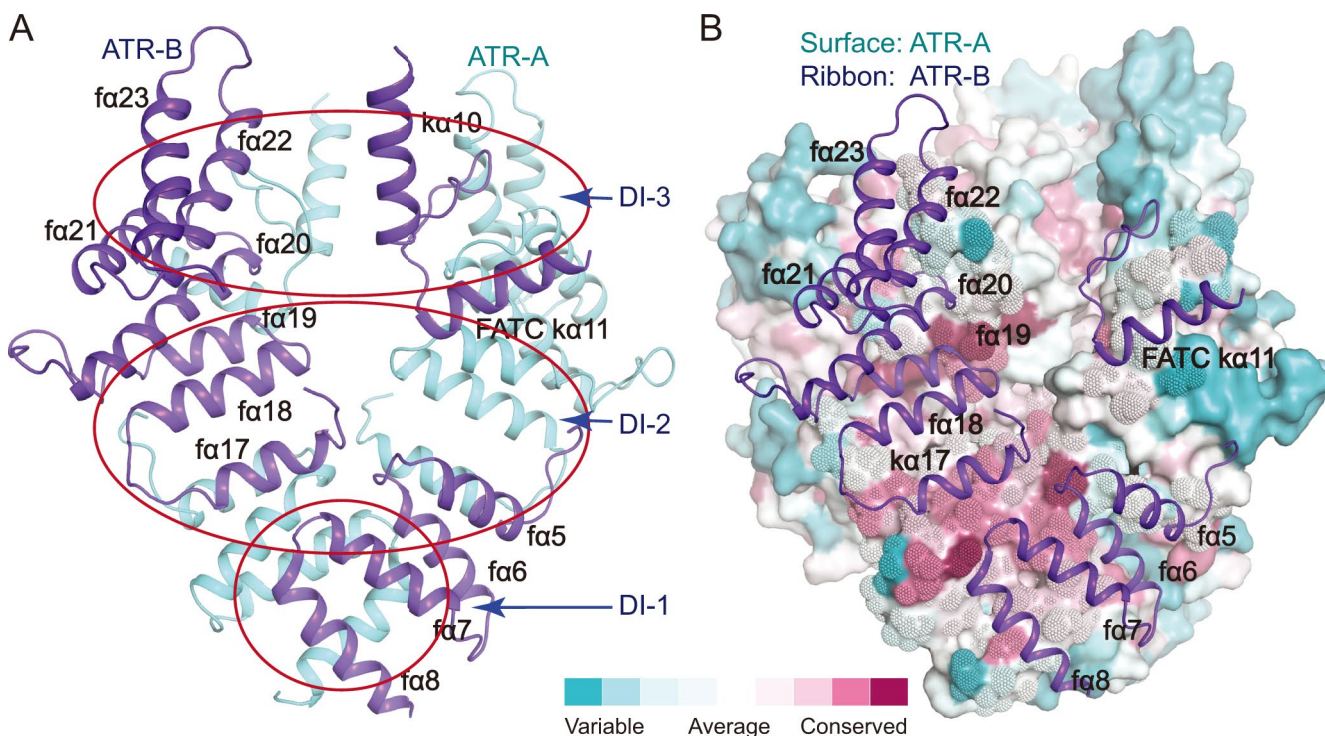 A
ATR-B
ATR-A
fα23
kα10
fα22
DI-3
fα21
fα20
fα19
FATC kα11
fα18
DI-2
fα17
fα5
fα6
DI-1
fα7
fα8
B
Surface: ATR-A
Ribbon: ATR-B
fα23
fα22
fα21
fα20
fα19
FATC kα11
fα18
kα17
fα5
fα6
fα7
fα8
Variable Average Conserved